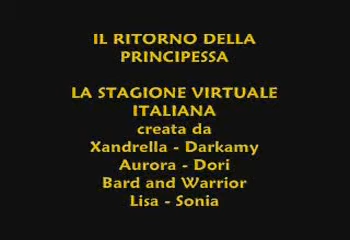 IL RITORNO DELLA
PRINCIPESSA
LA STAGIONE VIRTUALE
ITALIANA
creata da
Xandrella - Darkamy
Aurora - Dori
Bard and Warrior
Lisa - Sonia